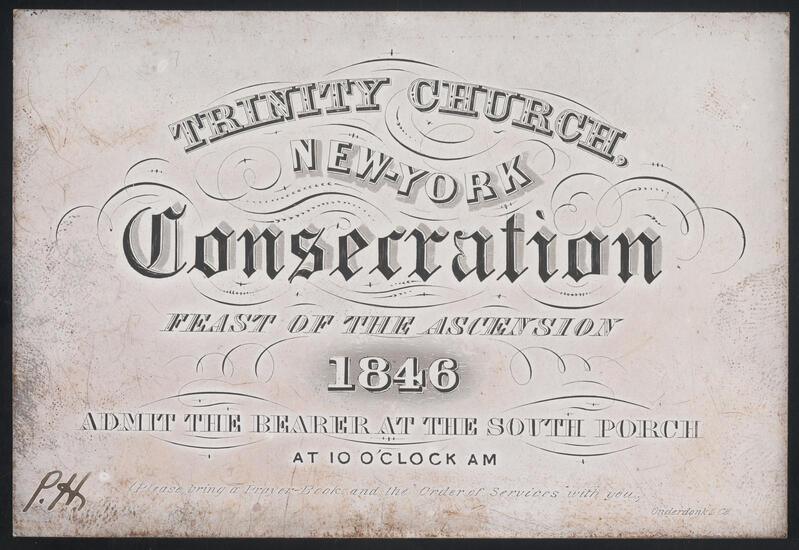 TRINITY CHURCH,
NEW-YORK
Consecration
FEAST OF THE ASCENSION
1846
ADMIT THE BEARER AT THE SOUTH PORCH
AT 10 O'CLOCK AM
(Please bring a Prayer-Book and the Order of Services with you,)
P.H.
Onderdonk & Co.